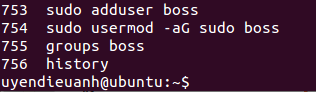 753  sudo adduser boss
754  sudo usermod -aG sudo boss
755  groups boss
756  history
uyendieuanh@ubuntu:~$